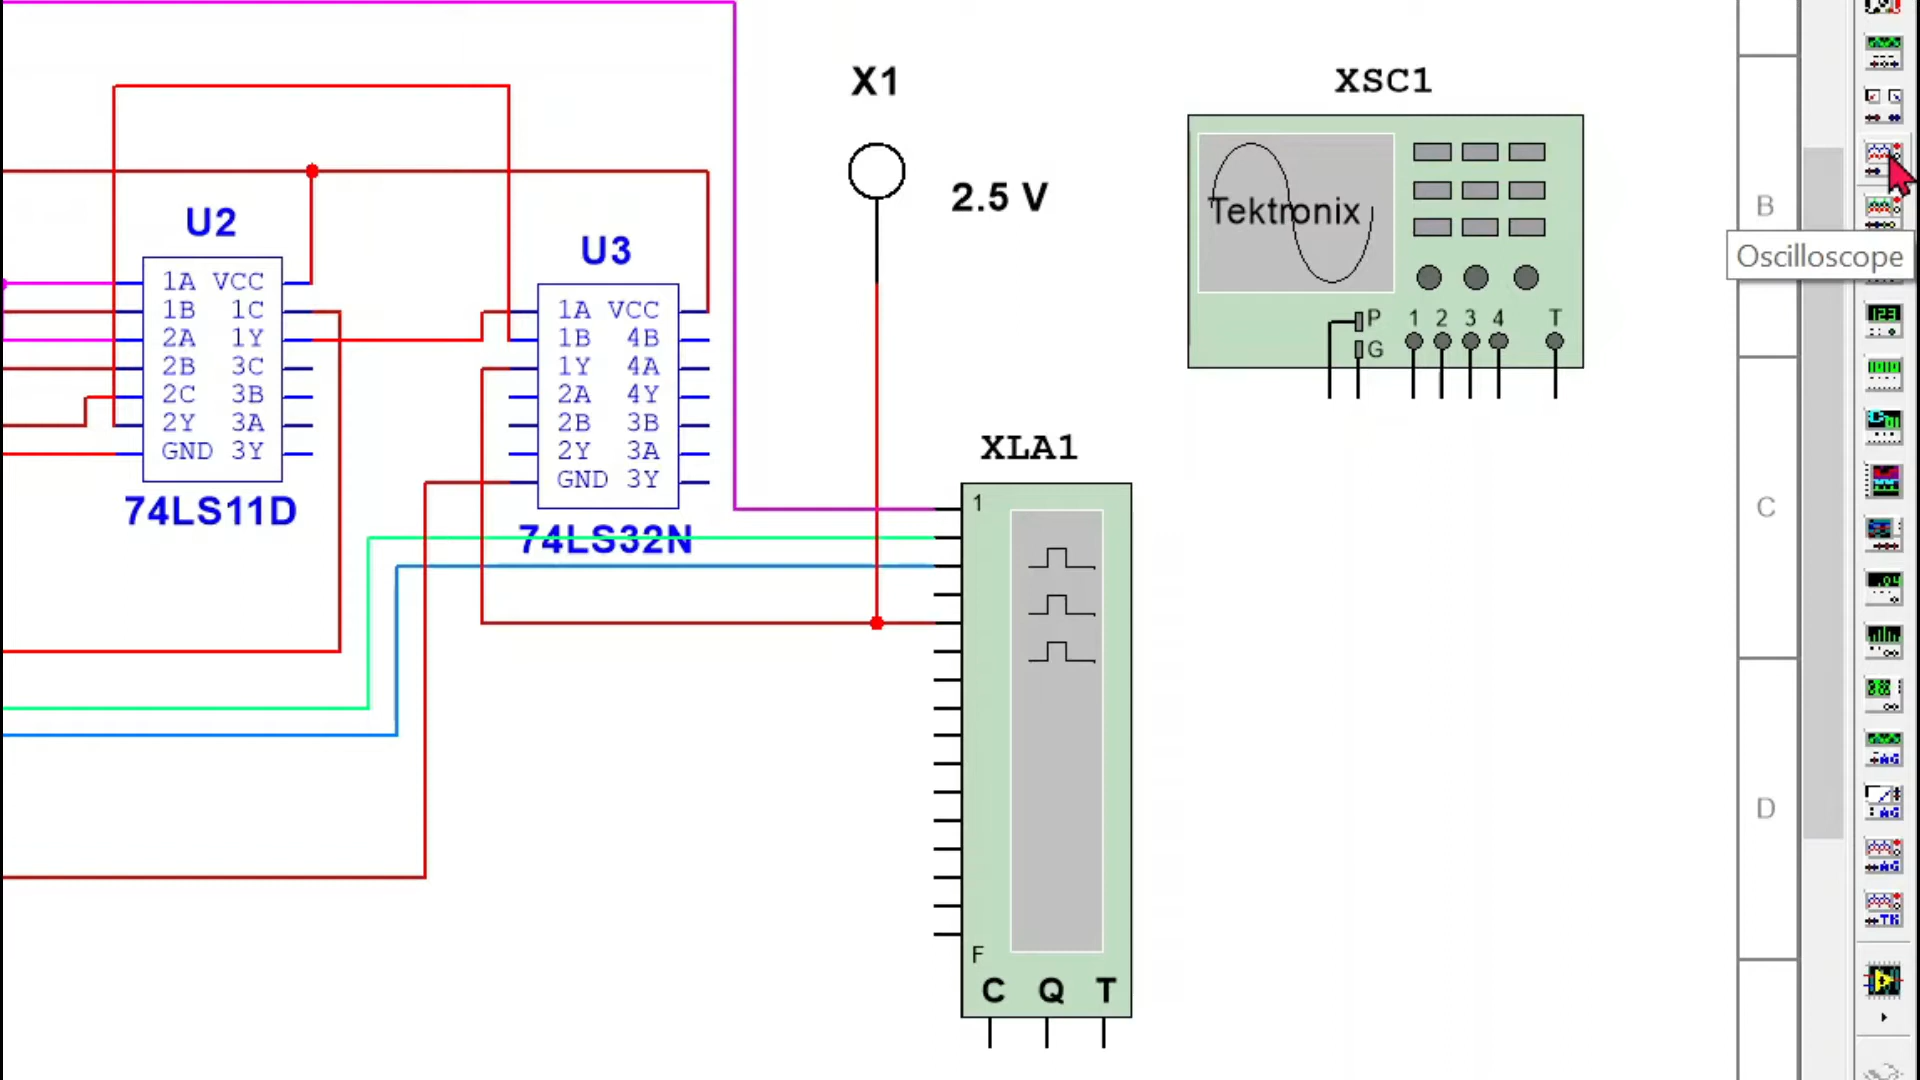 X1
2.5 V
XSC1
Tektronix
P
G
1 2 3 4 T
U2
1A VCC
1B 1C
2A 1Y
2B 3C
2C 3B
2Y 3A
GND 3Y
74LS11D
U3
1A VCC
1B 4B
1Y 4A
2A 4Y
2B 3B
2Y 3A
GND 3Y
74LS32N
XLA1
1
F
C Q T
B
Oscilloscope
C
D